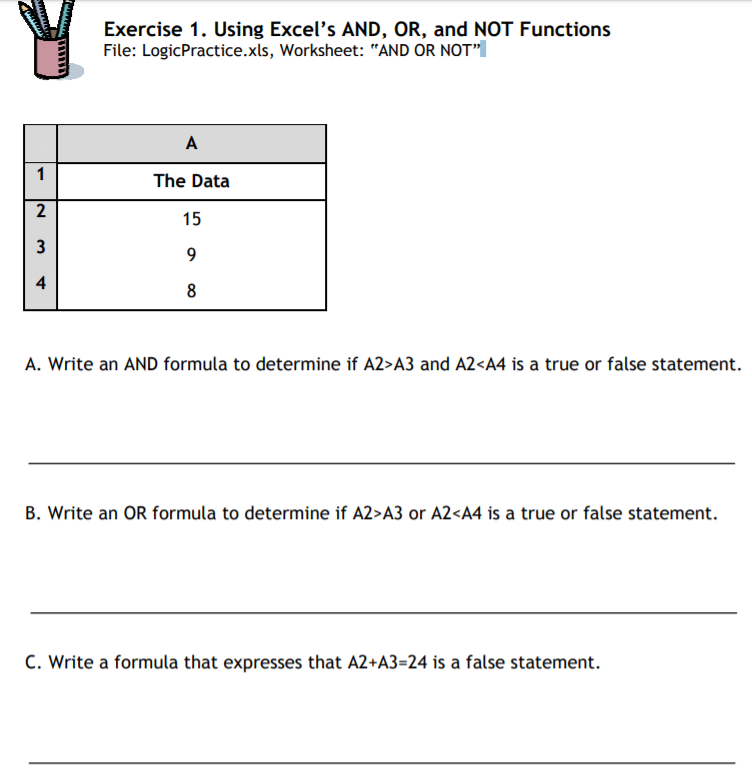 Exercise 1. Using Excel’s AND, OR, and NOT Functions
File: LogicPractice.xls, Worksheet: “AND OR NOT”
A
1 The Data
2 15
3 9
4 8
A. Write an AND formula to determine if A2>A3 and A2<A4 is a true or false statement.
B. Write an OR formula to determine if A2>A3 or A2<A4 is a true or false statement.
C. Write a formula that expresses that A2+A3=24 is a false statement.